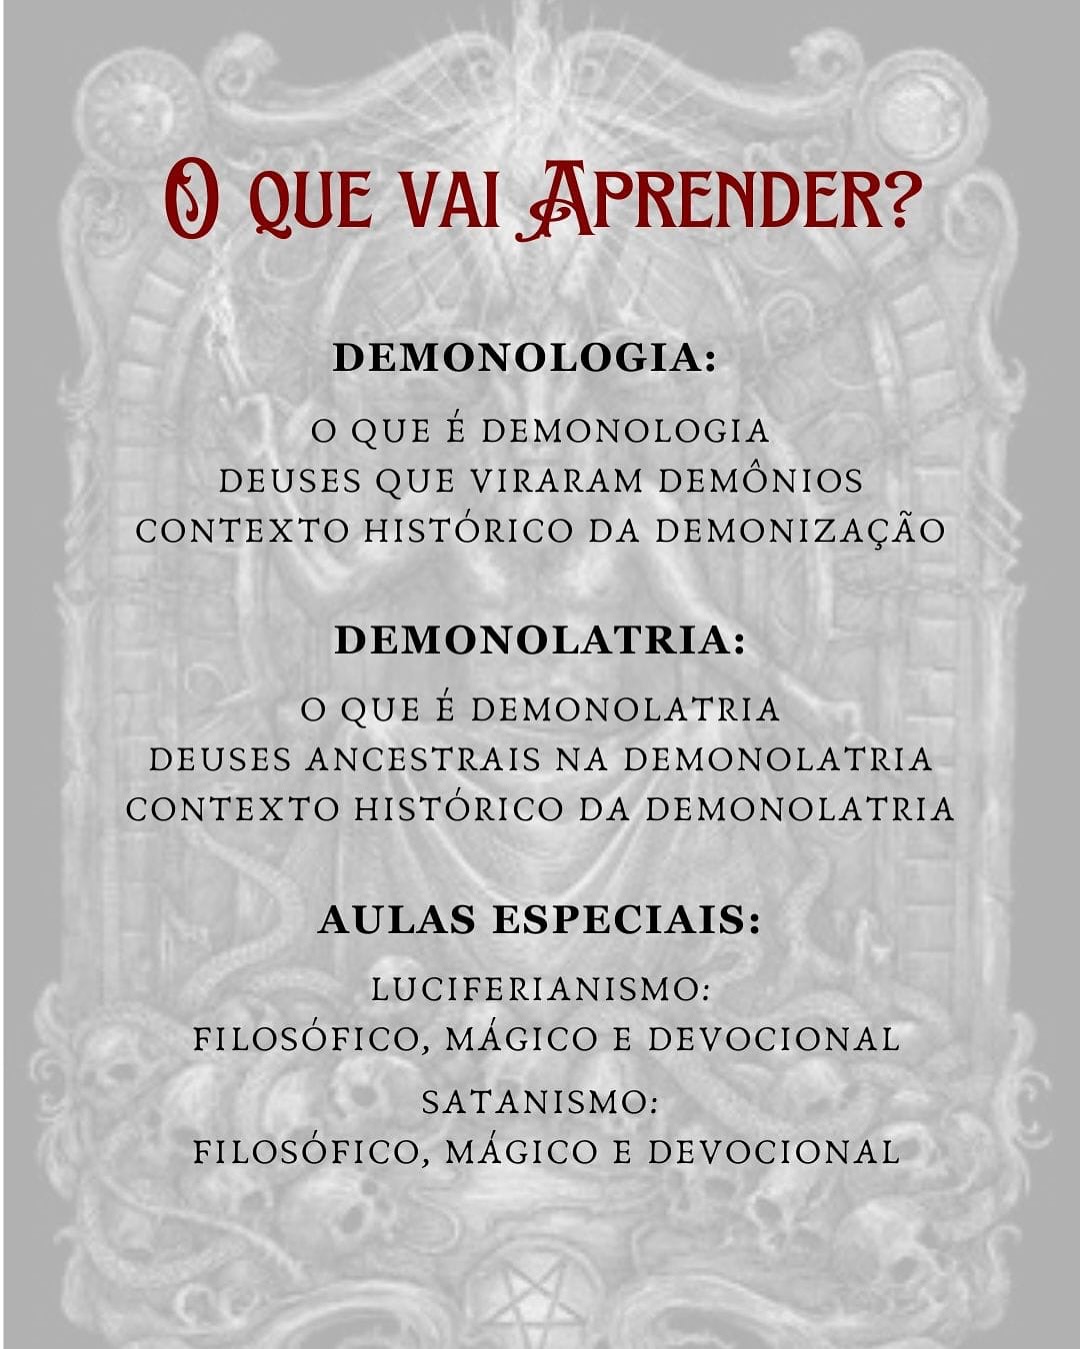 O QUE VAI APRENDER?
DEMONOLOGIA:
O QUE É DEMONOLOGIA
DEUSES QUE VIRARAM DEMÔNIOS
CONTEXTO HISTÓRICO DA DEMONIZAÇÃO
DEMONOLATRIA:
O QUE É DEMONOLATRIA
DEUSES ANCESTRAIS NA DEMONOLATRIA
CONTEXTO HISTÓRICO DA DEMONOLATRIA
AULAS ESPECIAIS:
LUCIFERIANISMO:
FILOSÓFICO, MÁGICO E DEVOCIONAL
SATANISMO:
FILOSÓFICO, MÁGICO E DEVOCIONAL